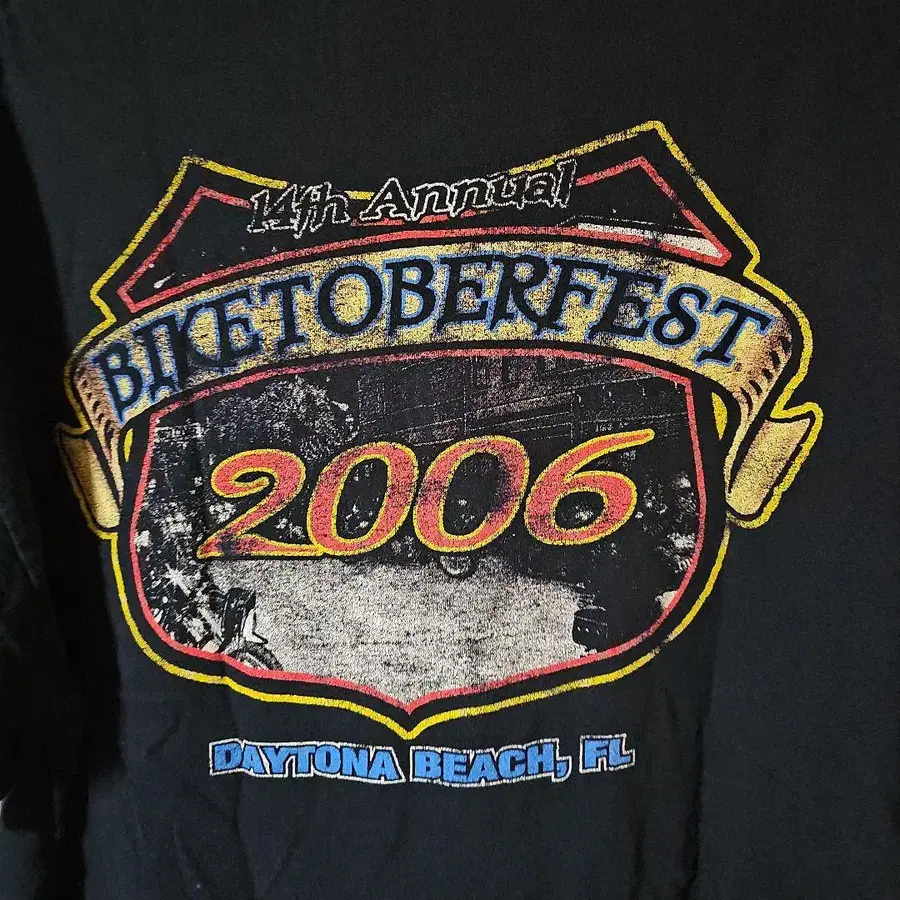 14th Annual
BIKETOBERFEST
2006
DAYTONA BEACH, FL